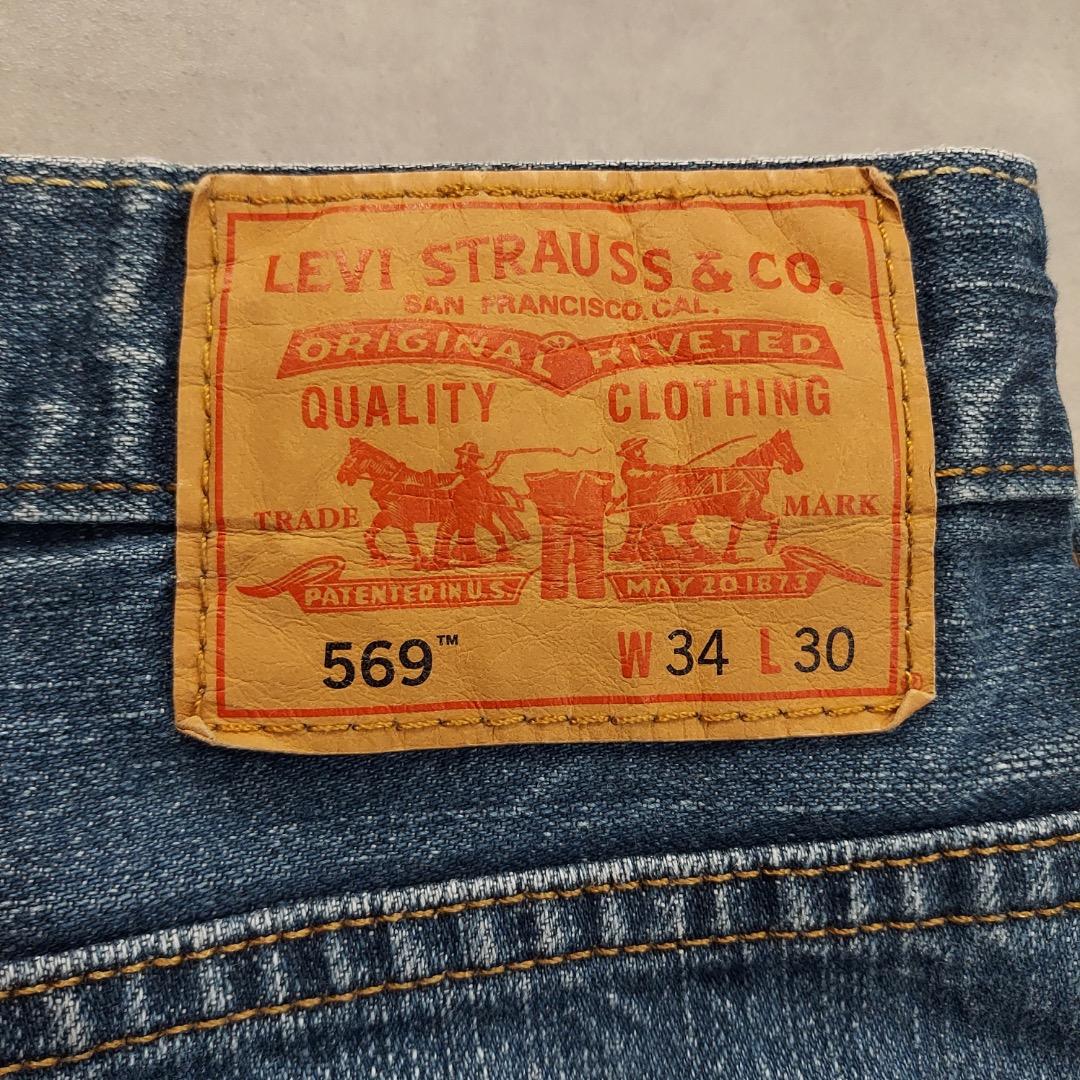 LEVI STRAUSS & CO.
SAN FRANCISCO, CAL.
ORIGINAL RIVETED
QUALITY CLOTHING
TRADE MARK
PATENTED IN U.S. MAY 20 1873
569™ W 34 L 30
®